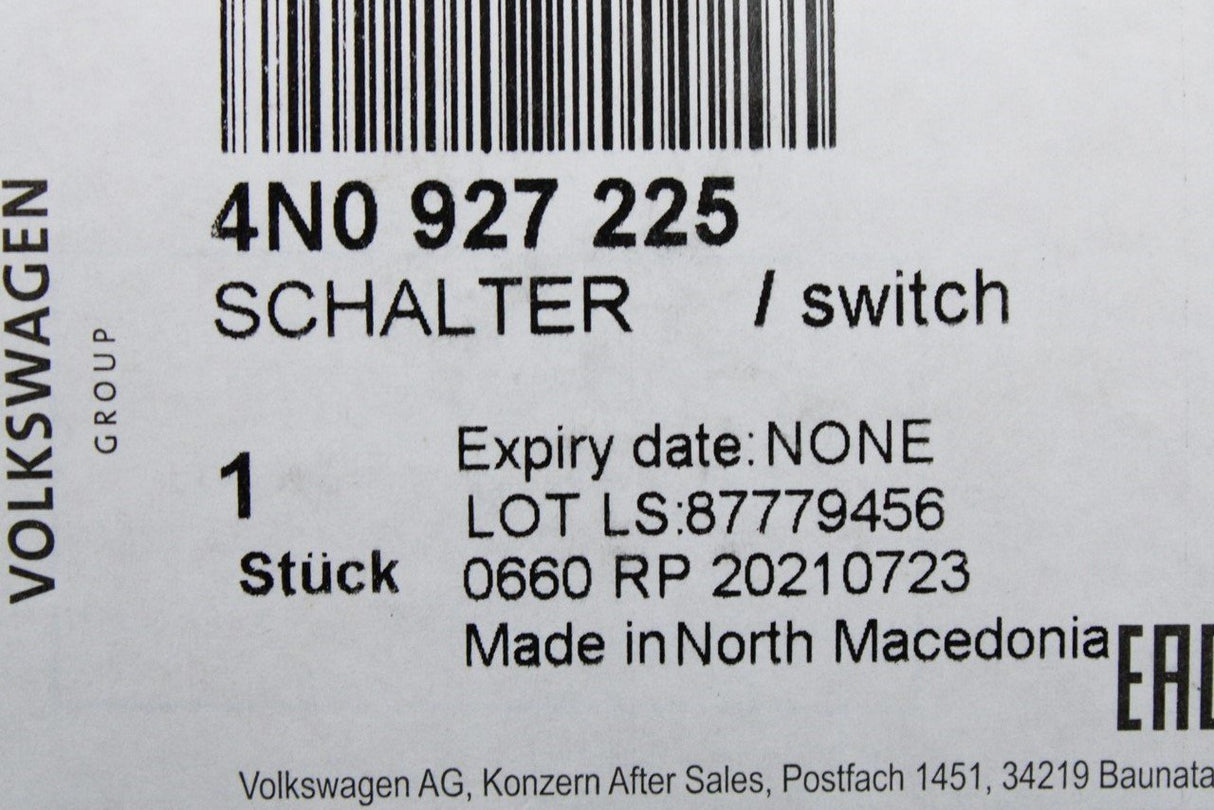 VOLKSWAGEN
GROUP
4N0 927 225
SCHALTER / switch
1
Stück
Expiry date: NONE
LOT LS:87779456
0660 RP 20210723
Made in North Macedonia
EAC
Volkswagen AG, Konzern After Sales, Postfach 1451, 34219 Baunata